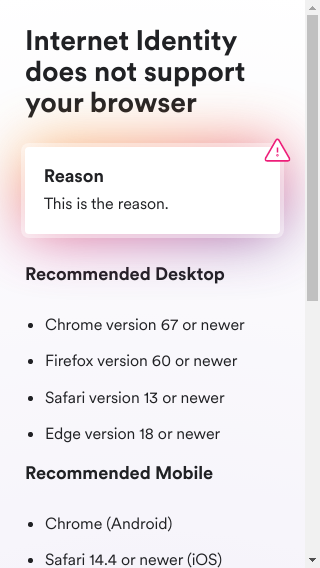 Internet Identity
does not support
your browser
Reason
This is the reason.
Recommended Desktop
Chrome version 67 or newer
Firefox version 60 or newer
Safari version 13 or newer
Edge version 18 or newer
Recommended Mobile
Chrome (Android)
Safari 14.4 or newer (iOS)